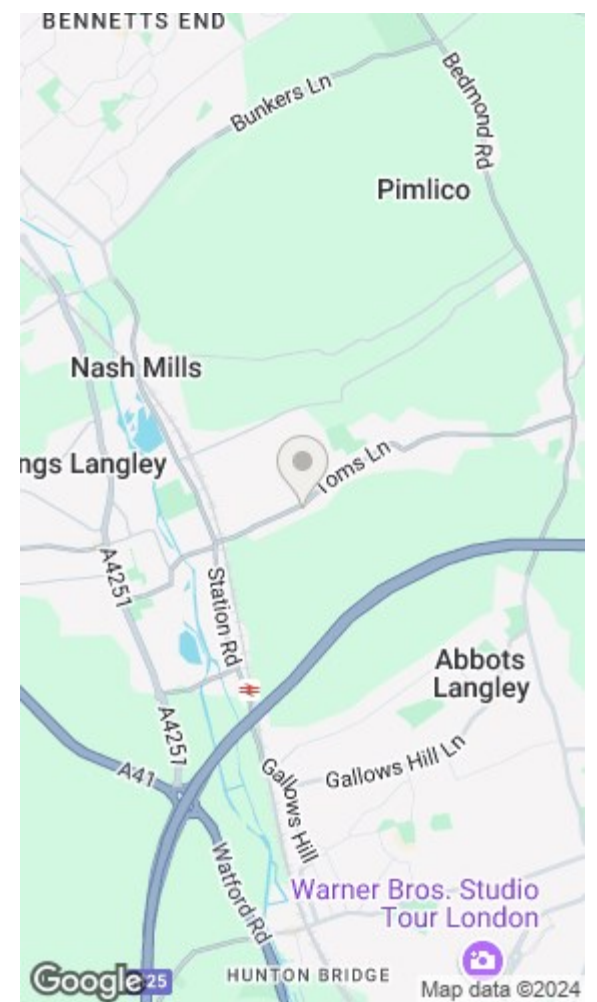 BENNETTS END
Bunkers Ln
Bedmond Rd
Pimlico
Nash Mills
ngs Langley
Toms Ln
A4251
Station Rd
Abbots
Langley
A4251
A41
Gallows Hill Ln
Gallows Hill
Watford Rd
Warner Bros. Studio
Tour London
HUNTON BRIDGE
Google
25
Map data ©2024